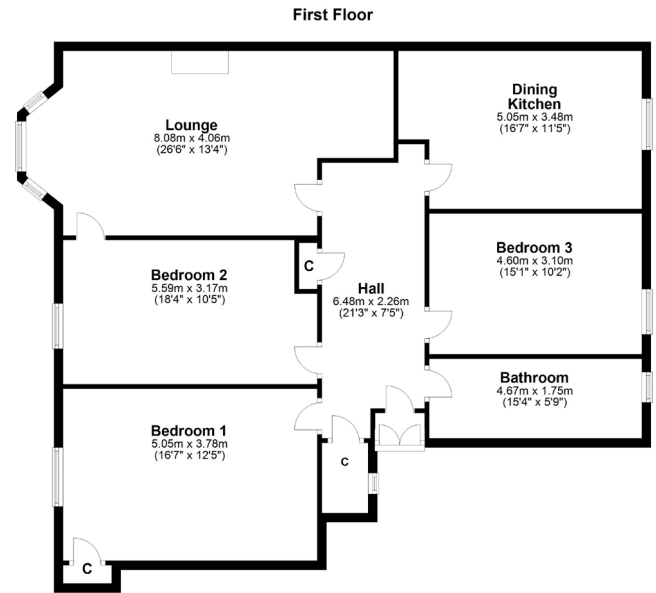 First Floor
Lounge
8.08m x 4.06m
(26'6" x 13'4")
Dining
Kitchen
5.05m x 3.48m
(16'7" x 11'5")
Bedroom 2
5.59m x 3.17m
(18'4" x 10'5")
C
Hall
6.48m x 2.26m
(21'3" x 7'5")
Bedroom 3
4.60m x 3.10m
(15'1" x 10'2")
Bathroom
4.67m x 1.75m
(15'4" x 5'9")
Bedroom 1
5.05m x 3.78m
(16'7" x 12'5")
C
C